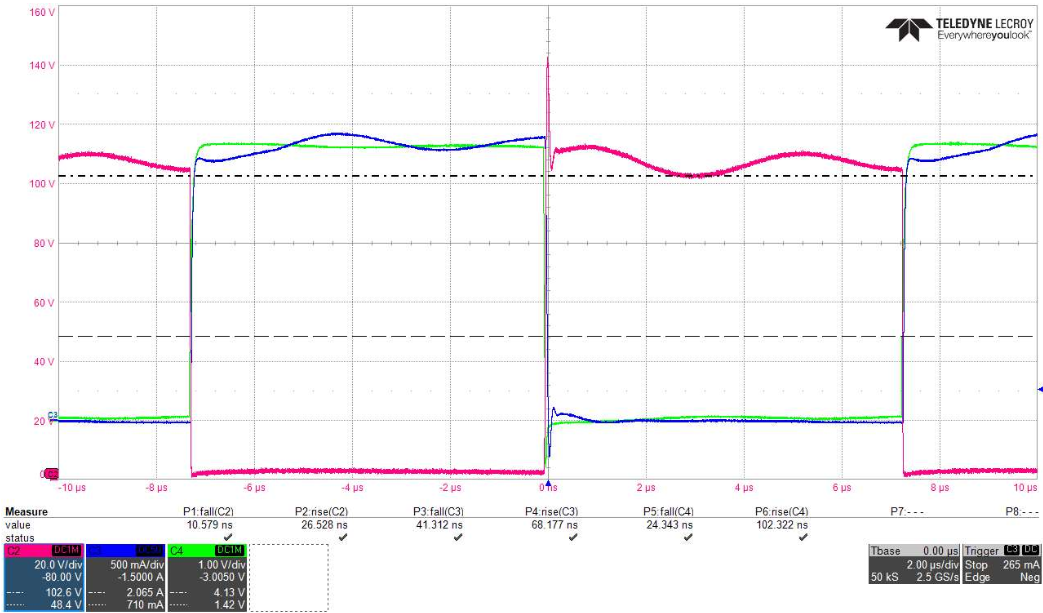 160 V
TELEDYNE LECROY
Everywhereyoulook™
140 V
120 V
100 V
80 V
60 V
40 V
C3
20 V
-10 µs -8 µs -6 µs -4 µs -2 µs 0 ns 2 µs 4 µs 6 µs 8 µs 10 µs
Measure P1:fall(C2) P2:rise(C2) P3:fall(C3) P4:rise(C3) P5:fall(C4) P6:rise(C4) P7:--- P8:---
value 10.579 ns 26.528 ns 41.312 ns 68.177 ns 24.343 ns 102.322 ns
status
C2 DC1M C4 DC1M Tbase 0.00 µs Trigger C3 DC
20.0 V/div 500 mA/div 1.00 V/div 2.00 µs/div Stop 265 mA
-80.00 V -1.5000 A -3.0050 V 50 kS 2.5 GS/s Edge Neg
102.6 V 2.065 A 4.13 V
48.4 V 710 mA 1.42 V